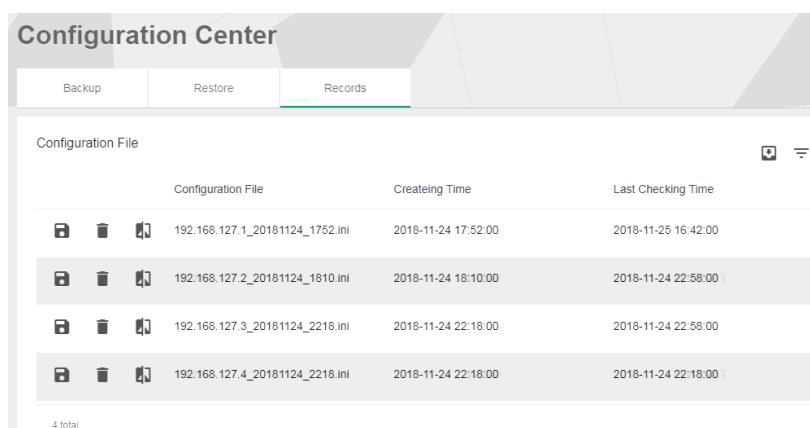 Configuration Center
Backup Restore Records
Configuration File
Configuration File Createing Time Last Checking Time
192.168.127.1_20181124_1752.ini 2018-11-24 17:52:00 2018-11-25 16:42:00
192.168.127.2_20181124_1810.ini 2018-11-24 18:10:00 2018-11-24 22:58:00
192.168.127.3_20181124_2218.ini 2018-11-24 22:18:00 2018-11-24 22:58:00
192.168.127.4_20181124_2218.ini 2018-11-24 22:18:00 2018-11-24 22:18:00
4 total